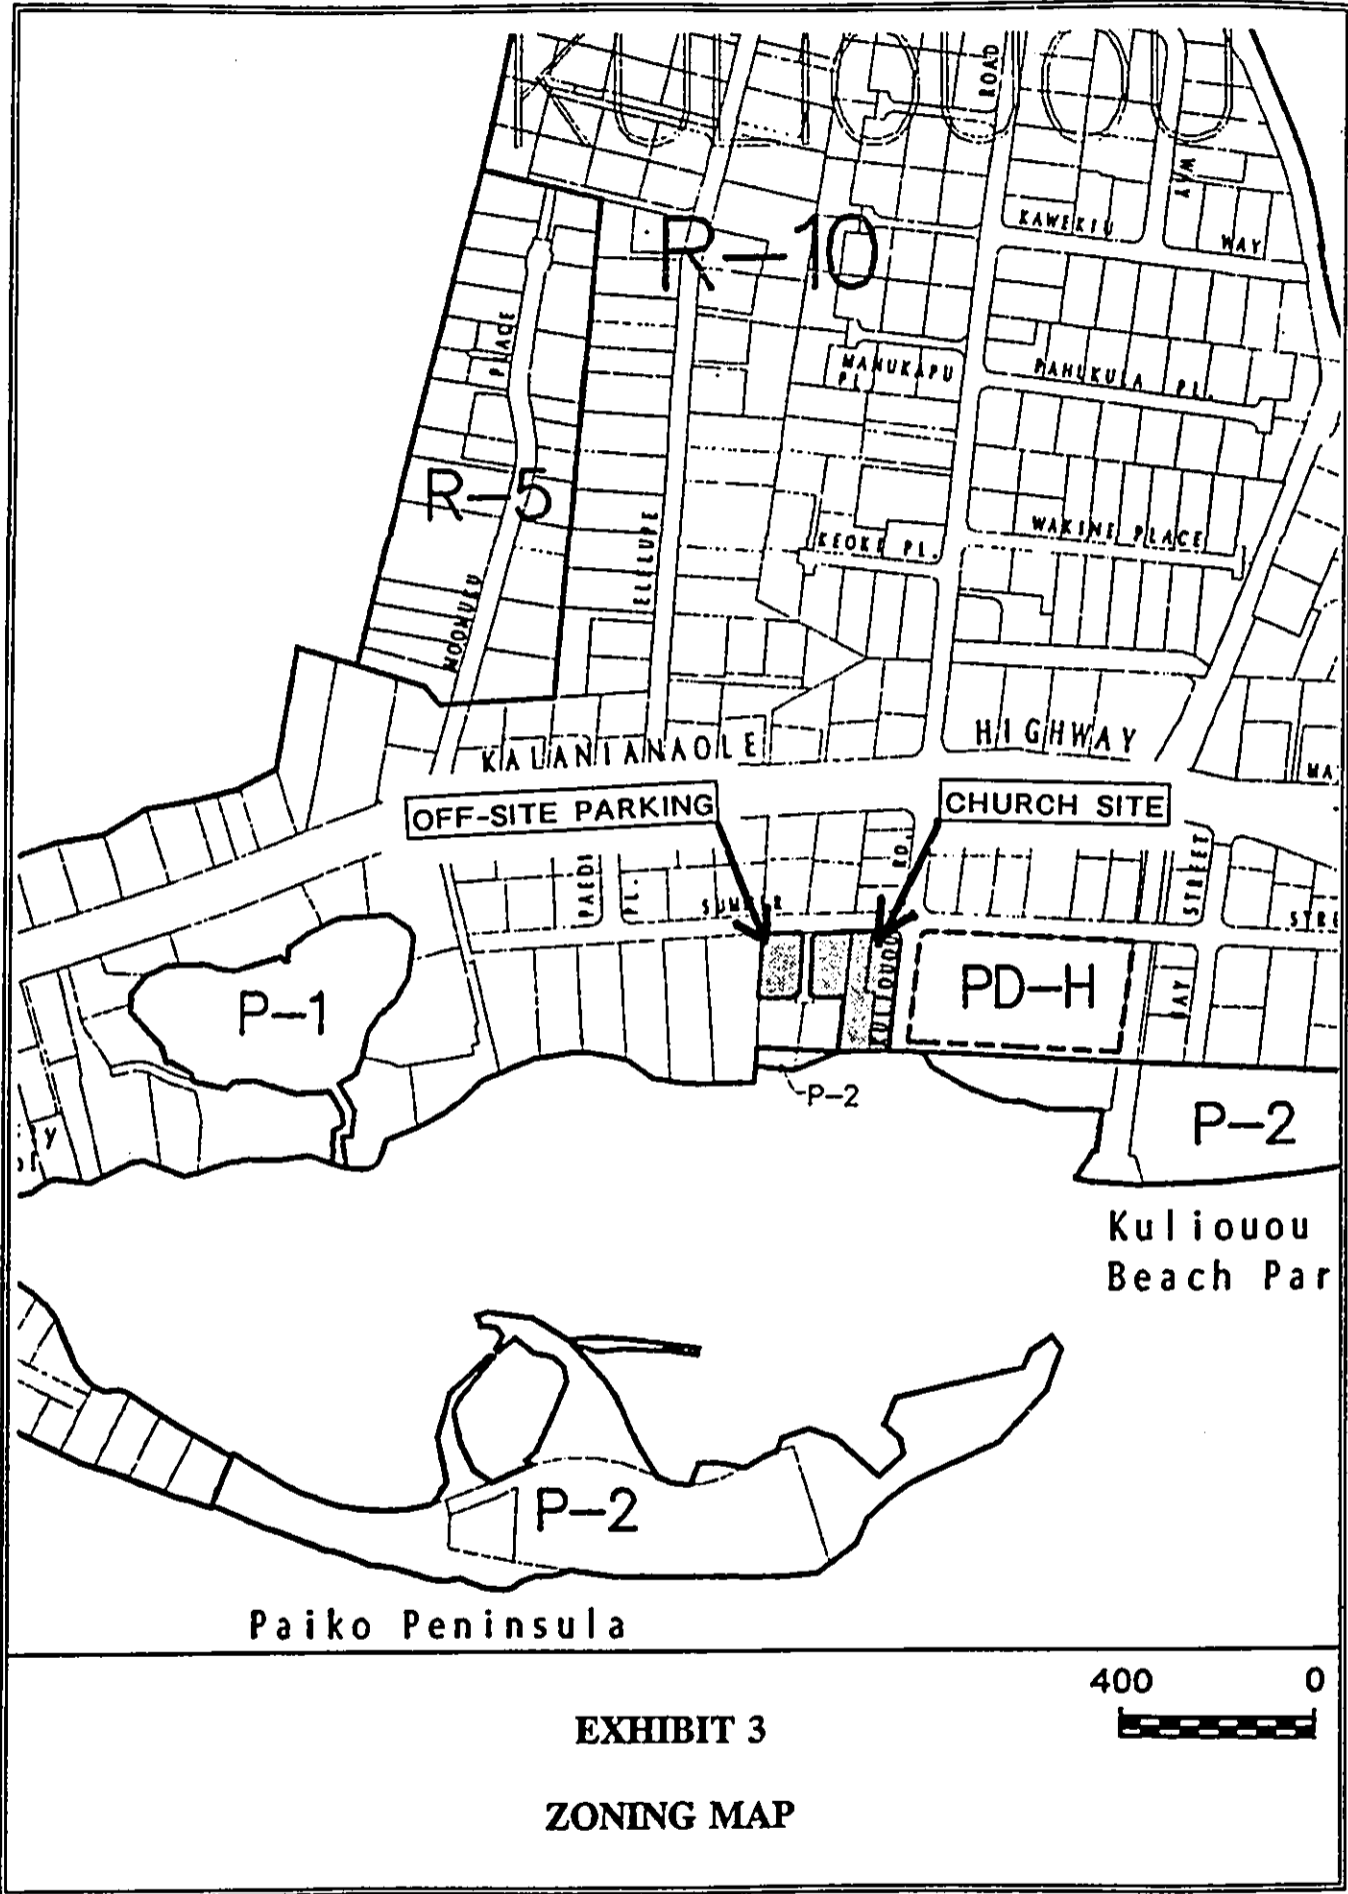 KULIOUOU
ROAD
WAY
KAWEKIU
WAY
R-10
PLACE
MANUKAPU
PL.
PAHUKULA PL.
R-5
ELELUPE
KEOKE PL.
WAKINE PLACE
MOOMUKU
KALANIANAOLE HIGHWAY
MA
OFF-SITE PARKING
CHURCH SITE
RD.
STREET
PL.
STRE
KULIOUOU
P-1
PD-H
BAY
P-2
P-2
Kuliouou
Beach Par
P-2
Paiko Peninsula
400 0
EXHIBIT 3
ZONING MAP